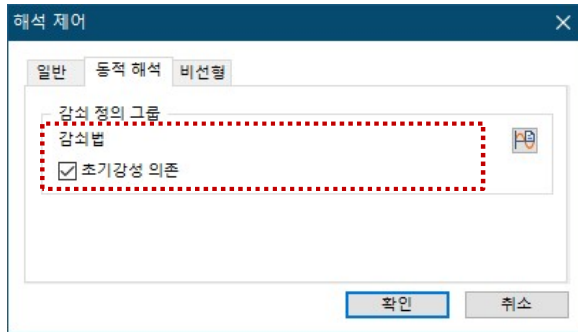 해석 제어
일반 동적 해석 비선형
감쇠 정의 그룹
감쇠법
초기강성 의존
확인 취소